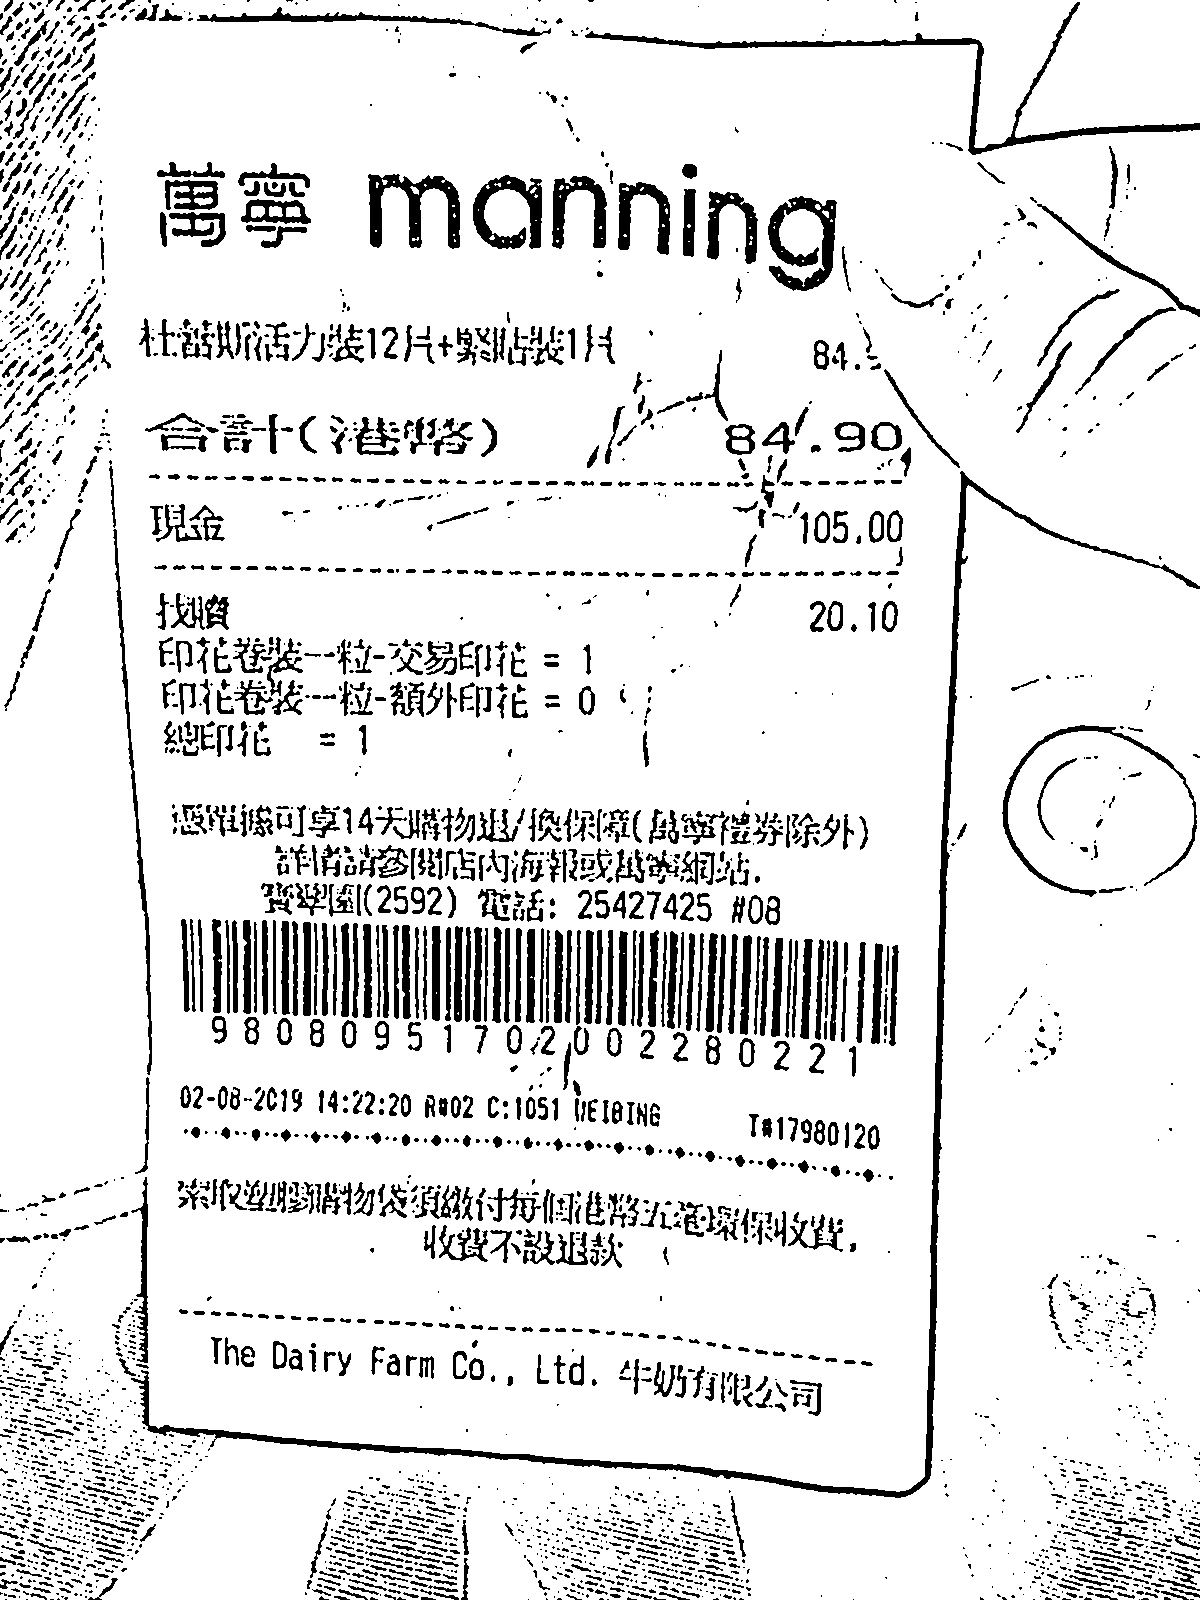 萬寧 manning
杜蕾斯活力裝12片+緊貼裝1片 84.
合計(港幣) 84.90
現金 105.00
找贖 20.10
印花卷裝一粒-交易印花 = 1
印花卷裝一粒-額外印花 = 0
總印花 = 1
憑單據可享14天購物退/換保障(萬寧禮券除外)
詳情請參閱店內海報或萬寧網站.
寶翠園(2592) 電話: 25427425 #08
98080951702002280221
02-08-2019 14:22:20 R#02 C:1051 WEIBING T#17980120
索取塑膠購物袋須繳付每個港幣五毫環保收費,
收費不設退款
The Dairy Farm Co., Ltd. 牛奶有限公司